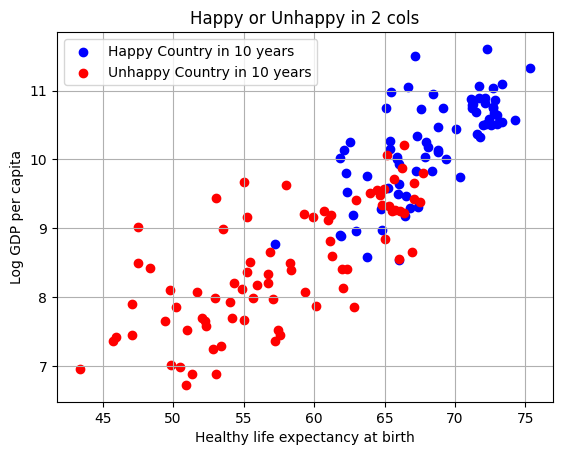 Happy or Unhappy in 2 cols
Happy Country in 10 years
Unhappy Country in 10 years
Log GDP per capita
11
10
9
8
7
45 50 55 60 65 70 75
Healthy life expectancy at birth